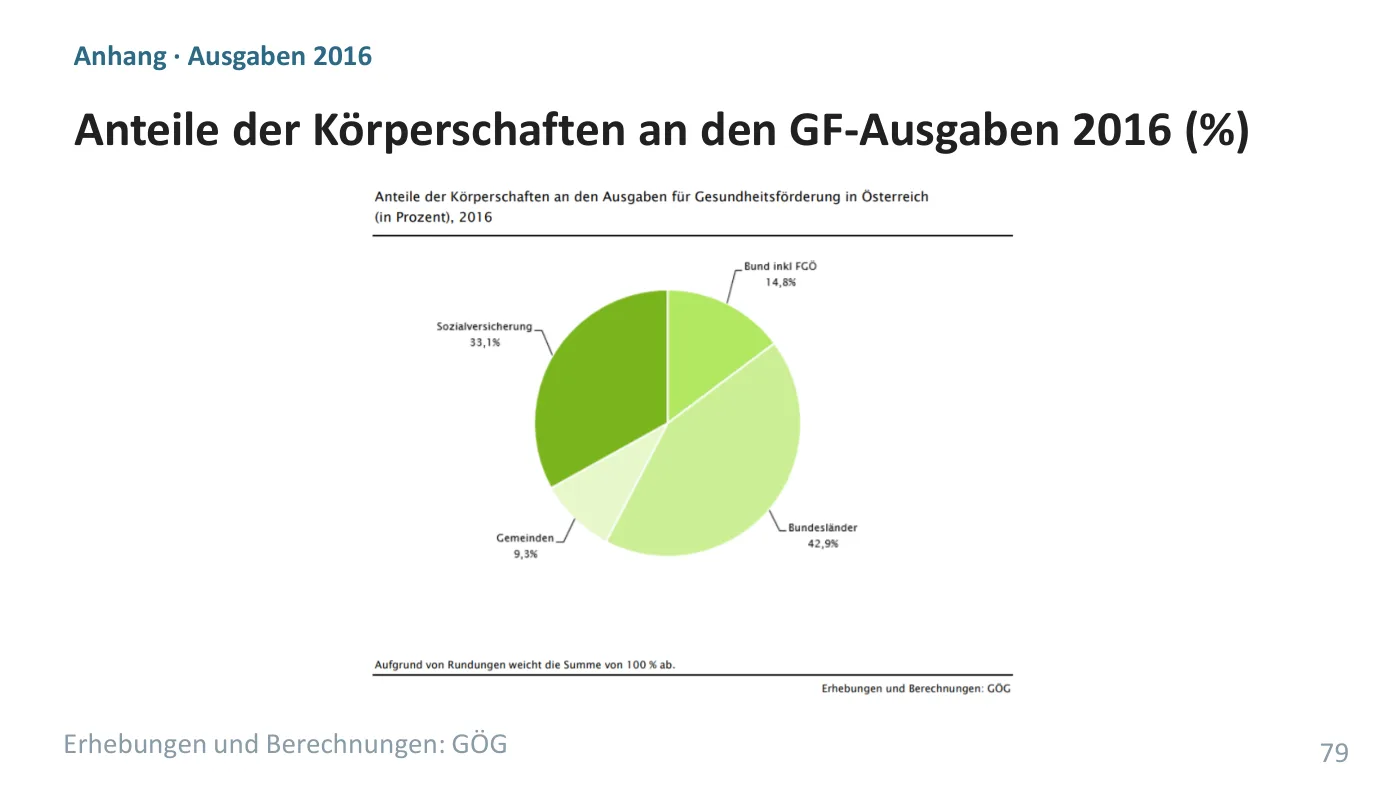 Anhang · Ausgaben 2016
Anteile der Körperschaften an den GF-Ausgaben 2016 (%)
Anteile der Körperschaften an den Ausgaben für Gesundheitsförderung in Österreich
(in Prozent), 2016
Bund inkl FGÖ
14,8%
Sozialversicherung
33,1%
Bundesländer
42,9%
Gemeinden
9,3%
Aufgrund von Rundungen weicht die Summe von 100 % ab.
Erhebungen und Berechnungen: GÖG
Erhebungen und Berechnungen: GÖG
79